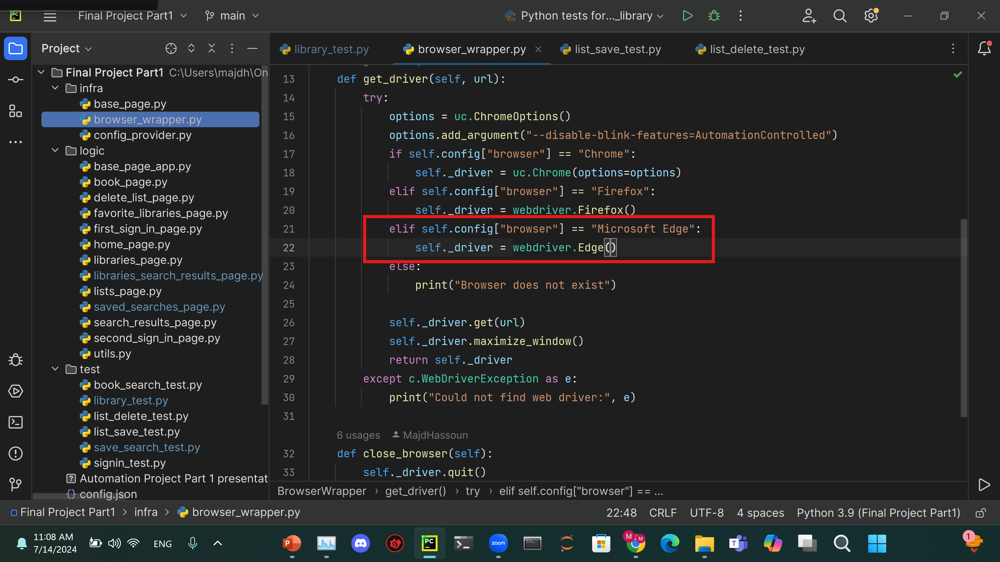 PC
Final Project Part1
main
Python tests for..._library
Project
library_test.py
browser_wrapper.py
list_save_test.py
list_delete_test.py
Final Project Part1 C:\Users\majdh\On
infra
base_page.py
browser_wrapper.py
config_provider.py
logic
base_page_app.py
book_page.py
delete_list_page.py
favorite_libraries_page.py
first_sign_in_page.py
home_page.py
libraries_page.py
libraries_search_results_page.py
lists_page.py
saved_searches_page.py
search_results_page.py
second_sign_in_page.py
utils.py
test
book_search_test.py
library_test.py
list_delete_test.py
list_save_test.py
save_search_test.py
signin_test.py
Automation Project Part 1 presentat
config.json
13 def get_driver(self, url):
14 try:
15 options = uc.ChromeOptions()
16 options.add_argument("--disable-blink-features=AutomationControlled")
17 if self.config["browser"] == "Chrome":
18 self._driver = uc.Chrome(options=options)
19 elif self.config["browser"] == "Firefox":
20 self._driver = webdriver.Firefox()
21 elif self.config["browser"] == "Microsoft Edge":
22 self._driver = webdriver.Edge()
23 else:
24 print("Browser does not exist")
25
26 self._driver.get(url)
27 self._driver.maximize_window()
28 return self._driver
29 except c.WebDriverException as e:
30 print("Could not find web driver:", e)
31
6 usages MajdHassoun
32 def close_browser(self):
33 self._driver.quit()
BrowserWrapper › get_driver() › try › elif self.config["browser"] == ...
Final Project Part1 › infra › browser_wrapper.py
22:48 CRLF UTF-8 4 spaces Python 3.9 (Final Project Part1)
11:08 AM
7/14/2024
ENG
P
PC
zoom
C:\
M
M
T
1